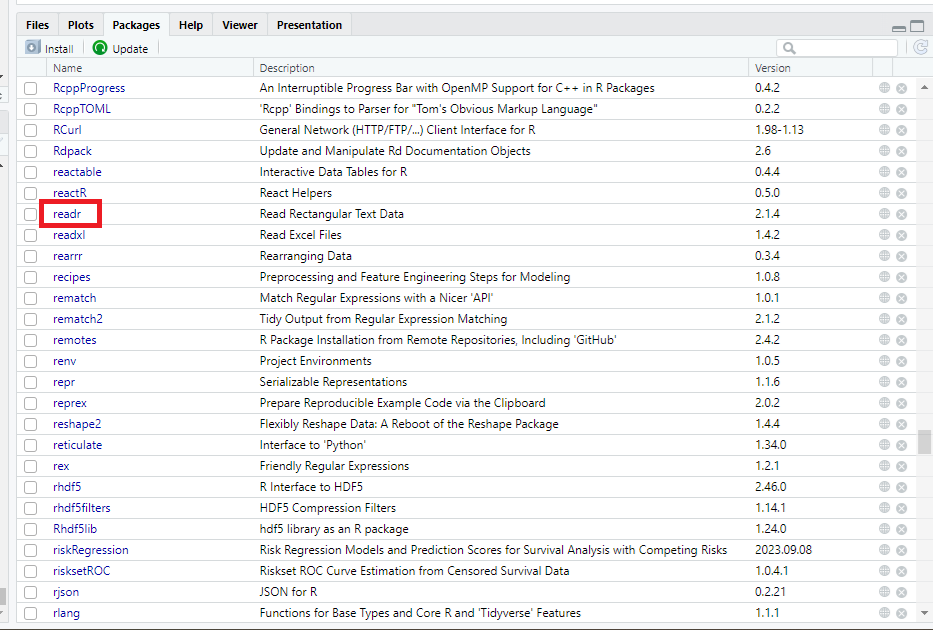 Files Plots Packages Help Viewer Presentation
Install Update
Name Description Version
RcppProgress An Interruptible Progress Bar with OpenMP Support for C++ in R Packages 0.4.2
RcppTOML 'Rcpp' Bindings to Parser for "Tom's Obvious Markup Language" 0.2.2
RCurl General Network (HTTP/FTP/...) Client Interface for R 1.98-1.13
Rdpack Update and Manipulate Rd Documentation Objects 2.6
reactable Interactive Data Tables for R 0.4.4
reactR React Helpers 0.5.0
readr Read Rectangular Text Data 2.1.4
readxl Read Excel Files 1.4.2
rearrr Rearranging Data 0.3.4
recipes Preprocessing and Feature Engineering Steps for Modeling 1.0.8
rematch Match Regular Expressions with a Nicer 'API' 1.0.1
rematch2 Tidy Output from Regular Expression Matching 2.1.2
remotes R Package Installation from Remote Repositories, Including 'GitHub' 2.4.2
renv Project Environments 1.0.5
repr Serializable Representations 1.1.6
reprex Prepare Reproducible Example Code via the Clipboard 2.0.2
reshape2 Flexibly Reshape Data: A Reboot of the Reshape Package 1.4.4
reticulate Interface to 'Python' 1.34.0
rex Friendly Regular Expressions 1.2.1
rhdf5 R Interface to HDF5 2.46.0
rhdf5filters HDF5 Compression Filters 1.14.1
Rhdf5lib hdf5 library as an R package 1.24.0
riskRegression Risk Regression Models and Prediction Scores for Survival Analysis with Competing Risks 2023.09.08
risksetROC Riskset ROC Curve Estimation from Censored Survival Data 1.0.4.1
rjson JSON for R 0.2.21
rlang Functions for Base Types and Core R and 'Tidyverse' Features 1.1.1